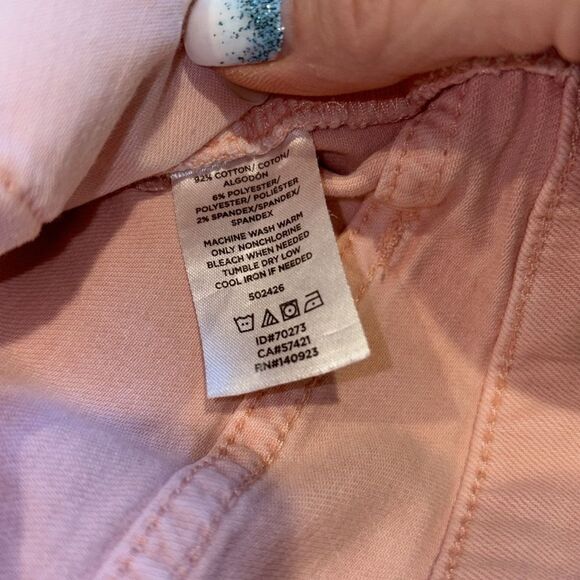 92% COTTON/COTON/
ALGODÓN
6% POLYESTER/
POLYESTER/POLIÉSTER
2% SPANDEX/SPANDEX/
SPANDEX
MACHINE WASH WARM
ONLY NONCHLORINE
BLEACH WHEN NEEDED
TUMBLE DRY LOW
COOL IRON IF NEEDED
502426
ID#70273
CA#57421
RN#140923